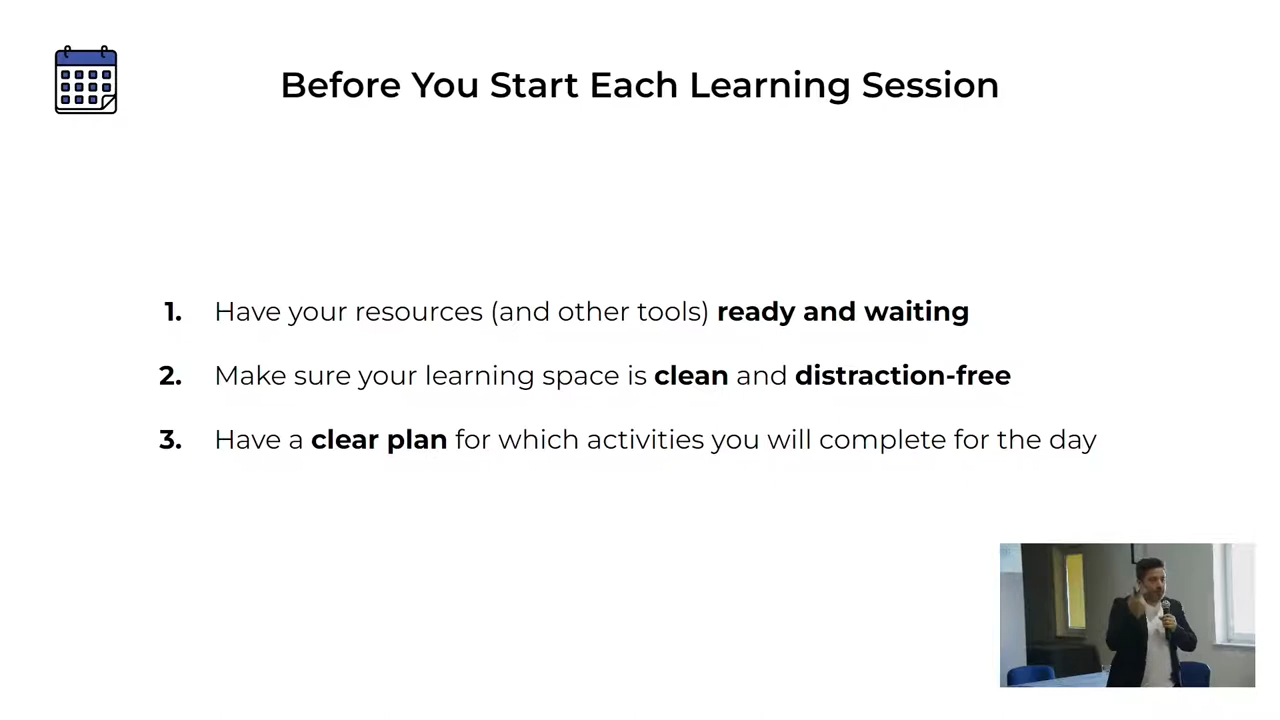 Before You Start Each Learning Session
1. Have your resources (and other tools) ready and waiting
2. Make sure your learning space is clean and distraction-free
3. Have a clear plan for which activities you will complete for the day